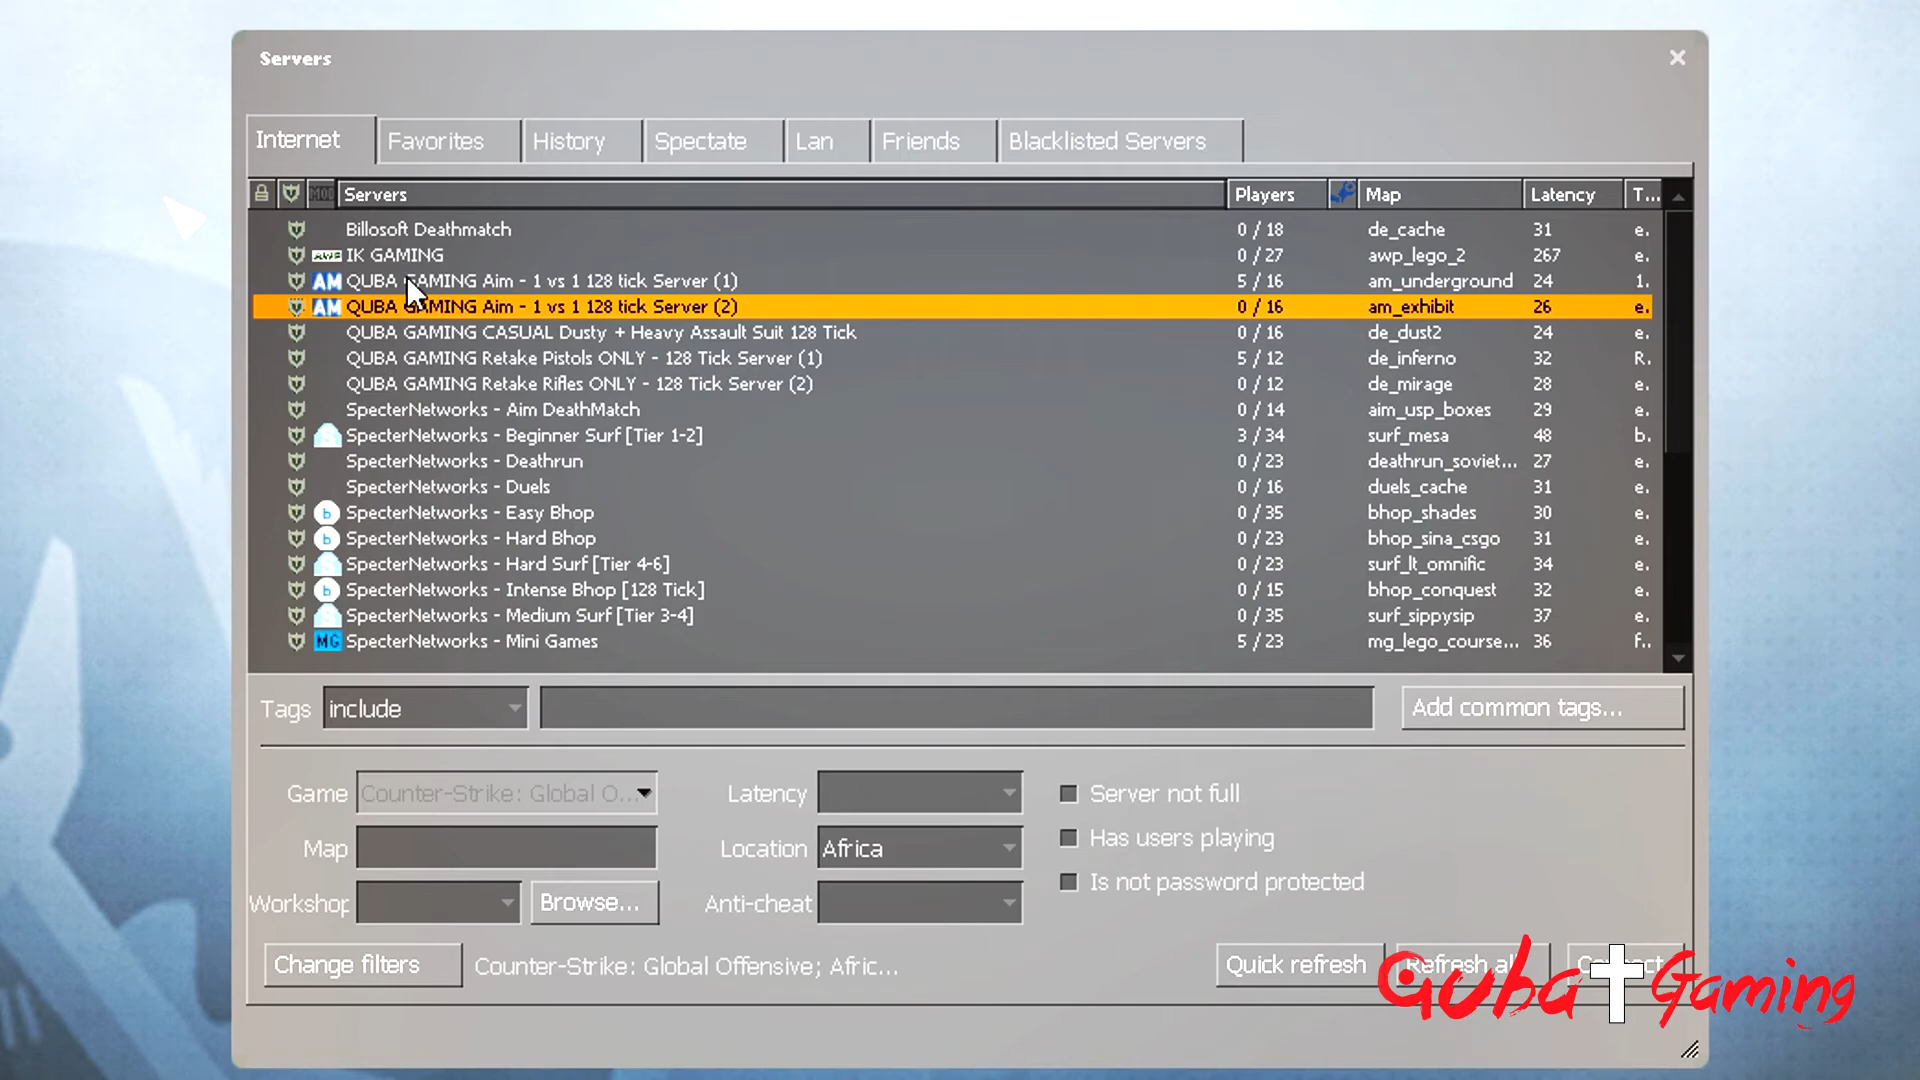 Servers
Internet Favorites History Spectate Lan Friends Blacklisted Servers
MOD Servers Players Map Latency T...
Billosoft Deathmatch 0 / 18 de_cache 31 e.
AWP IK GAMING 0 / 27 awp_lego_2 267 e.
AM QUBA GAMING Aim - 1 vs 1 128 tick Server (1) 5 / 16 am_underground 24 1.
AM QUBA GAMING Aim - 1 vs 1 128 tick Server (2) 0 / 16 am_exhibit 26 e.
QUBA GAMING CASUAL Dusty + Heavy Assault Suit 128 Tick 0 / 16 de_dust2 24 e.
QUBA GAMING Retake Pistols ONLY - 128 Tick Server (1) 5 / 12 de_inferno 32 R.
QUBA GAMING Retake Rifles ONLY - 128 Tick Server (2) 0 / 12 de_mirage 28 e.
SpecterNetworks - Aim DeathMatch 0 / 14 aim_usp_boxes 29 e.
SpecterNetworks - Beginner Surf [Tier 1-2] 3 / 34 surf_mesa 48 b.
SpecterNetworks - Deathrun 0 / 23 deathrun_soviet... 27 e.
SpecterNetworks - Duels 0 / 16 duels_cache 31 e.
b SpecterNetworks - Easy Bhop 0 / 35 bhop_shades 30 e.
b SpecterNetworks - Hard Bhop 0 / 23 bhop_sina_csgo 31 e.
SpecterNetworks - Hard Surf [Tier 4-6] 0 / 23 surf_lt_omnific 34 e.
b SpecterNetworks - Intense Bhop [128 Tick] 0 / 15 bhop_conquest 32 e.
SpecterNetworks - Medium Surf [Tier 3-4] 0 / 35 surf_sippysip 37 e.
MG SpecterNetworks - Mini Games 5 / 23 mg_lego_course... 36 f..
Tags include Add common tags...
Game Counter-Strike: Global O... Latency Server not full
Map Location Africa Has users playing
Workshop Browse... Anti-cheat Is not password protected
Change filters Counter-Strike: Global Offensive; Afric... Quick refresh Refresh all Connect
Quba Gaming